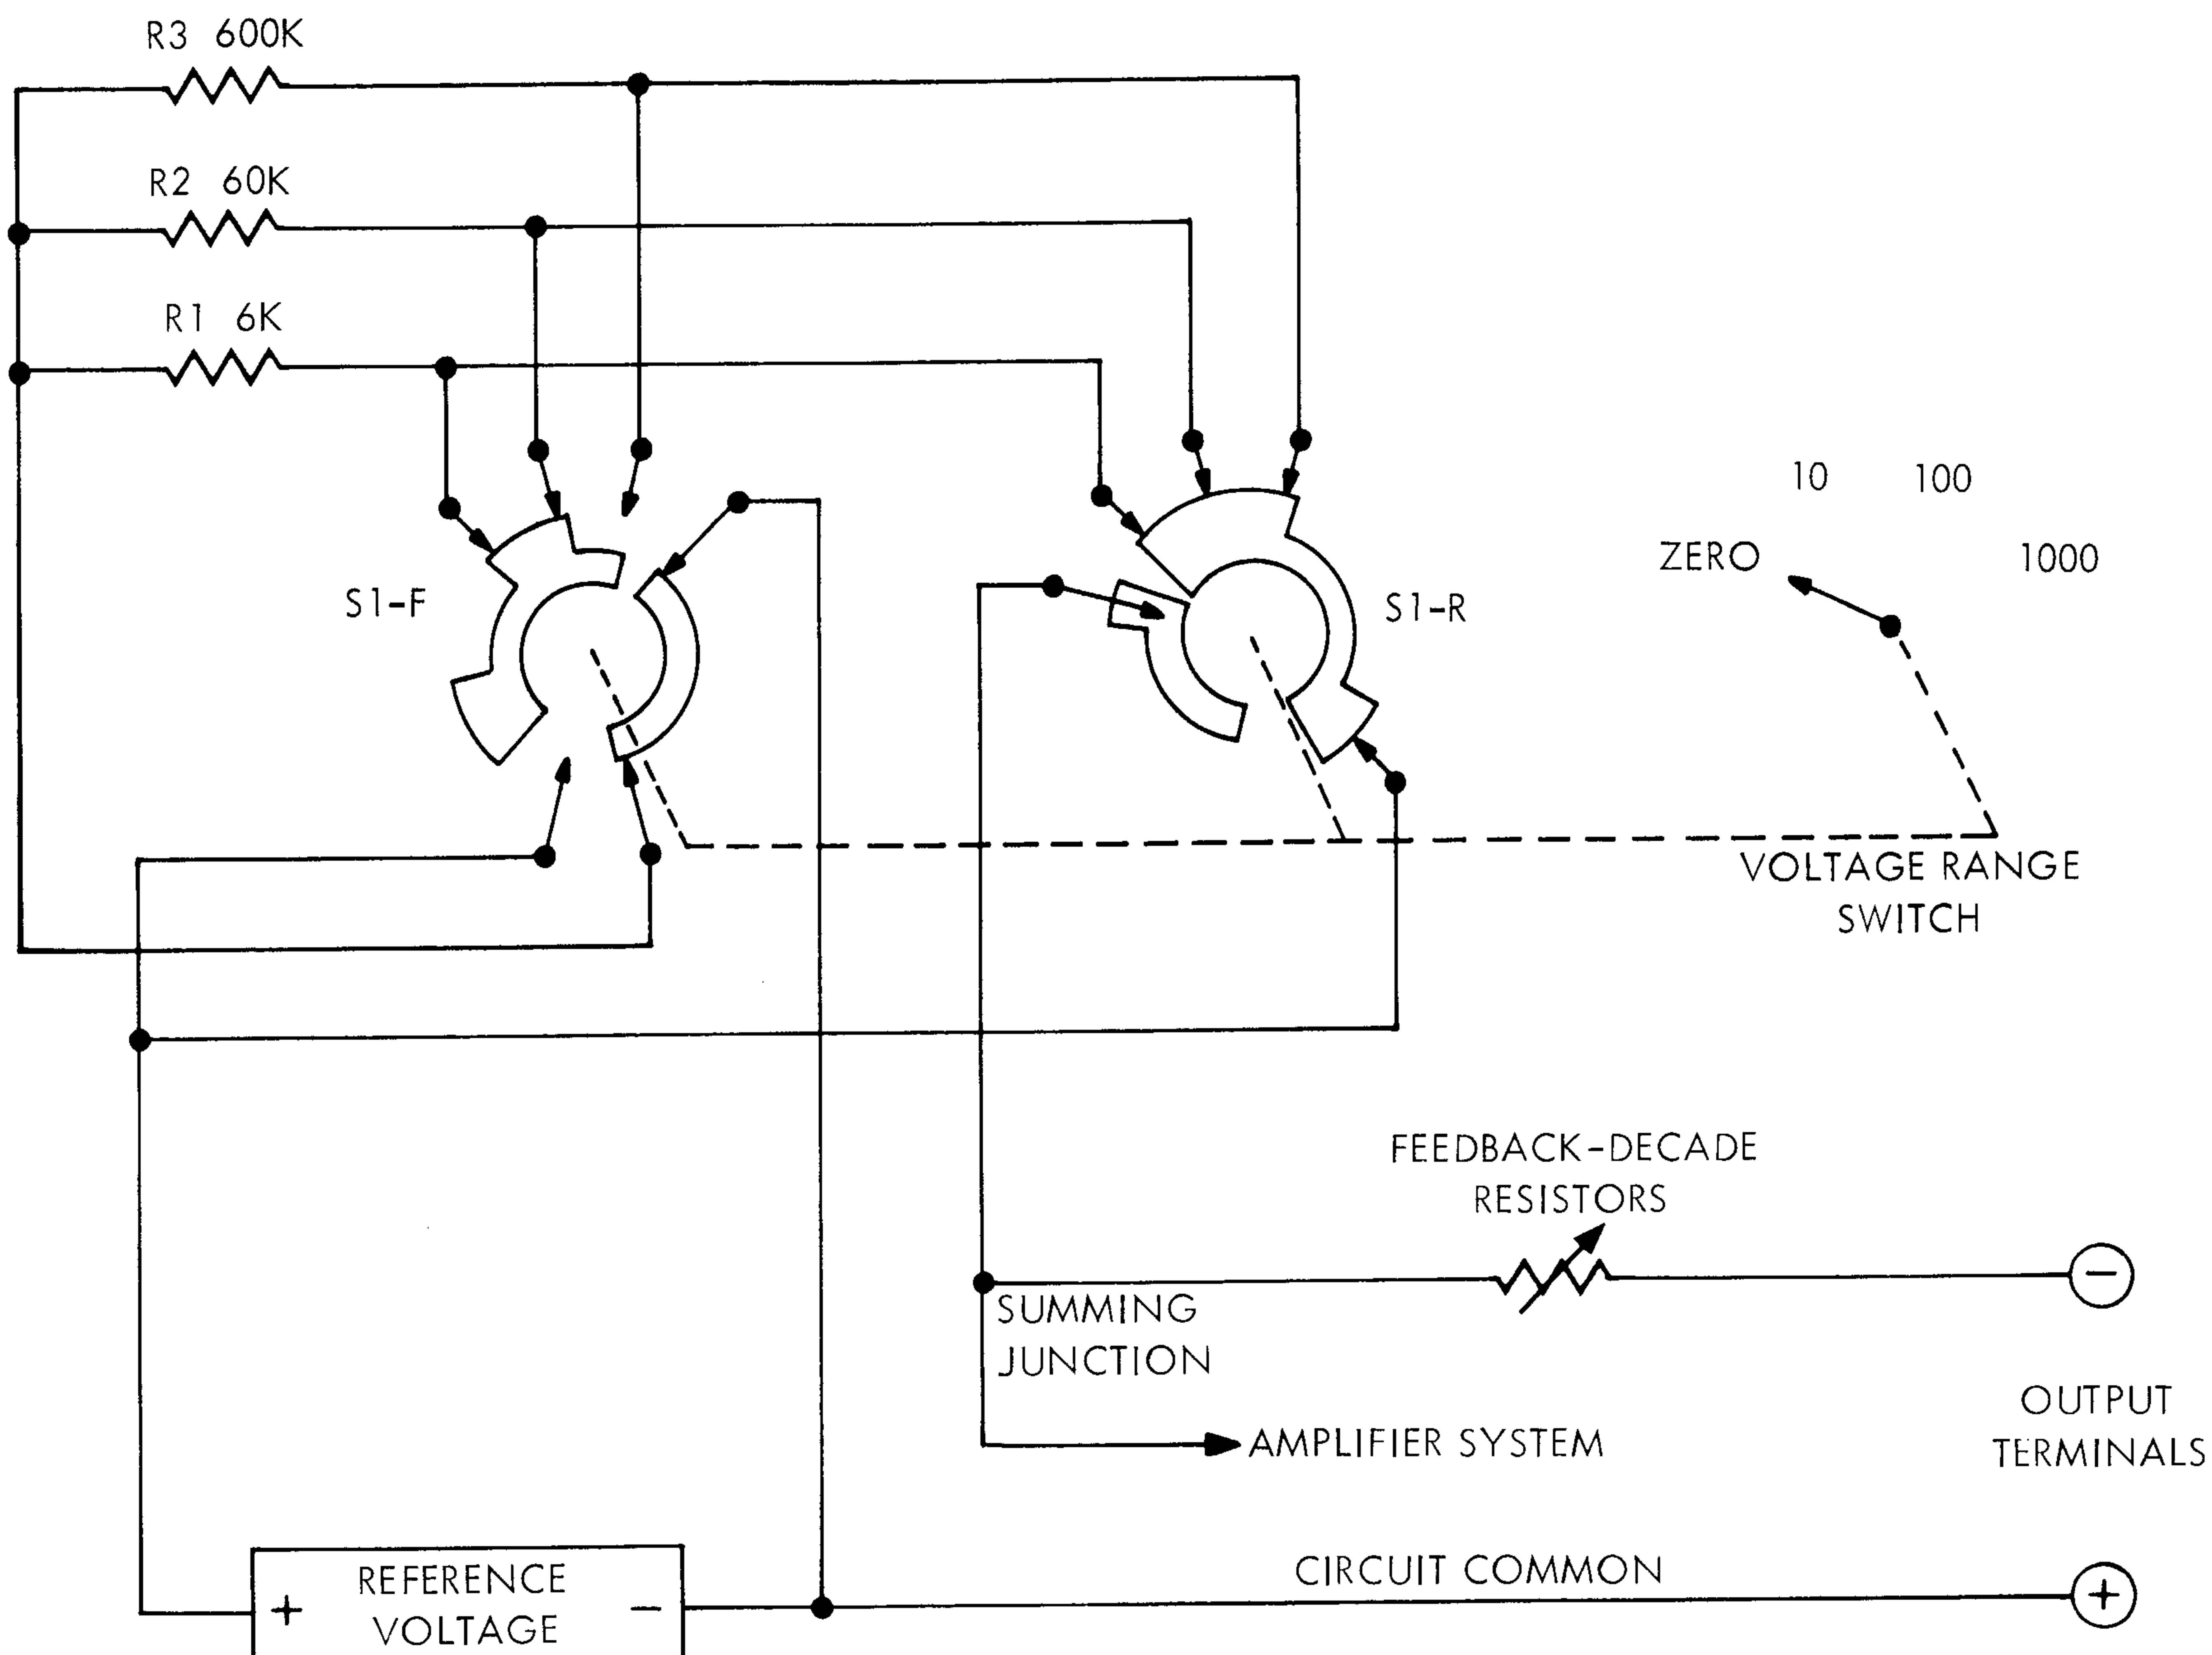 R3 600K
R2 60K
R1 6K
10 100
ZERO
1000
S1-F
S1-R
VOLTAGE RANGE
SWITCH
FEEDBACK-DECADE
RESISTORS
−
SUMMING
JUNCTION
OUTPUT
TERMINALS
AMPLIFIER SYSTEM
REFERENCE
VOLTAGE
+ −
CIRCUIT COMMON
+